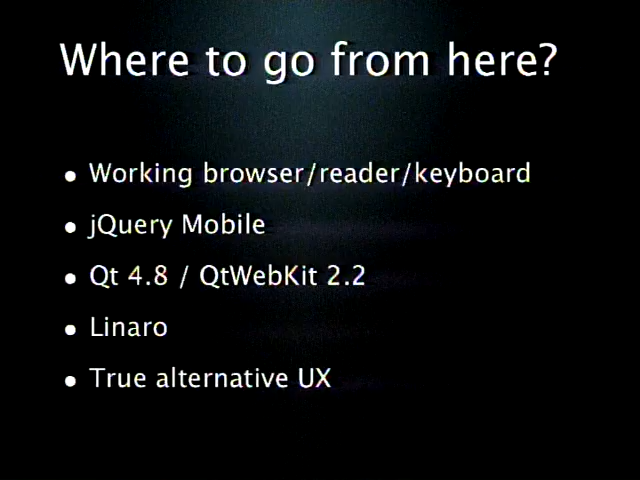 Where to go from here?
• Working browser/reader/keyboard
• jQuery Mobile
• Qt 4.8 / QtWebKit 2.2
• Linaro
• True alternative UX